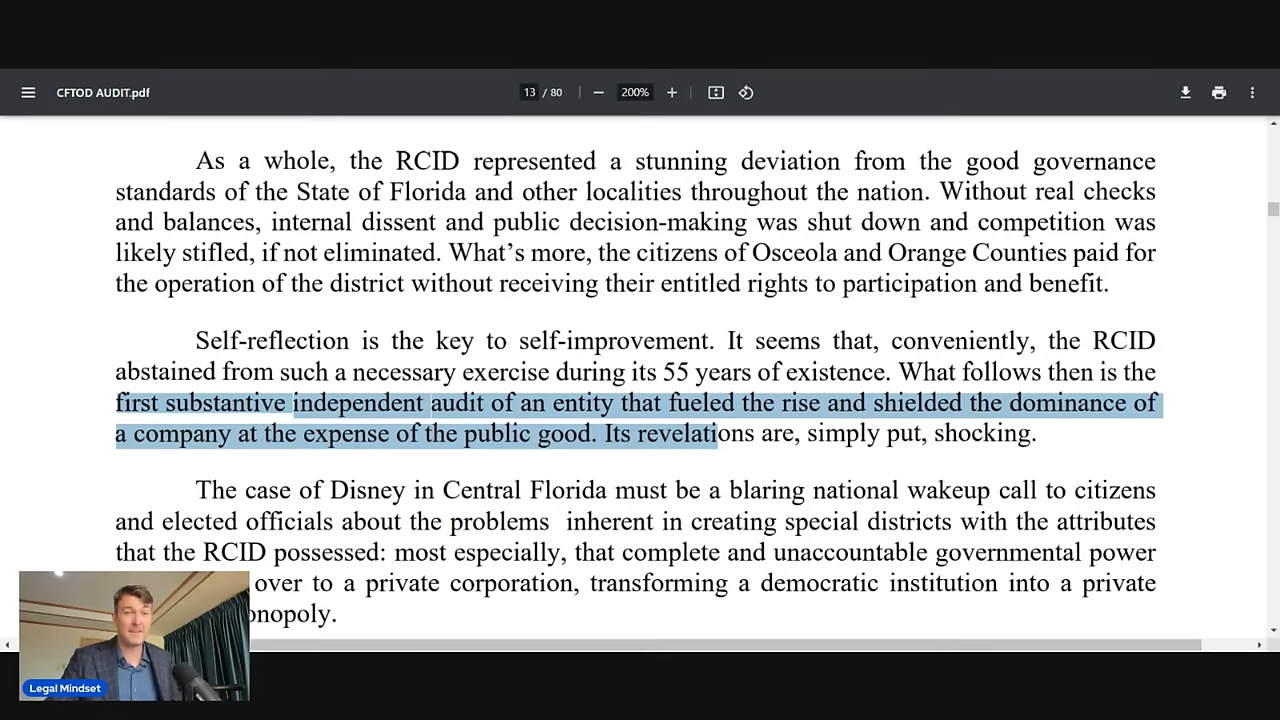 CFTOD AUDIT.pdf
13 / 80
200%
As a whole, the RCID represented a stunning deviation from the good governance
standards of the State of Florida and other localities throughout the nation. Without real checks
and balances, internal dissent and public decision-making was shut down and competition was
likely stifled, if not eliminated. What’s more, the citizens of Osceola and Orange Counties paid for
the operation of the district without receiving their entitled rights to participation and benefit.
Self-reflection is the key to self-improvement. It seems that, conveniently, the RCID
abstained from such a necessary exercise during its 55 years of existence. What follows then is the
first substantive independent audit of an entity that fueled the rise and shielded the dominance of
a company at the expense of the public good. Its revelations are, simply put, shocking.
The case of Disney in Central Florida must be a blaring national wakeup call to citizens
and elected officials about the problems inherent in creating special districts with the attributes
that the RCID possessed: most especially, that complete and unaccountable governmental power
over to a private corporation, transforming a democratic institution into a private
onopoly.
Legal Mindset